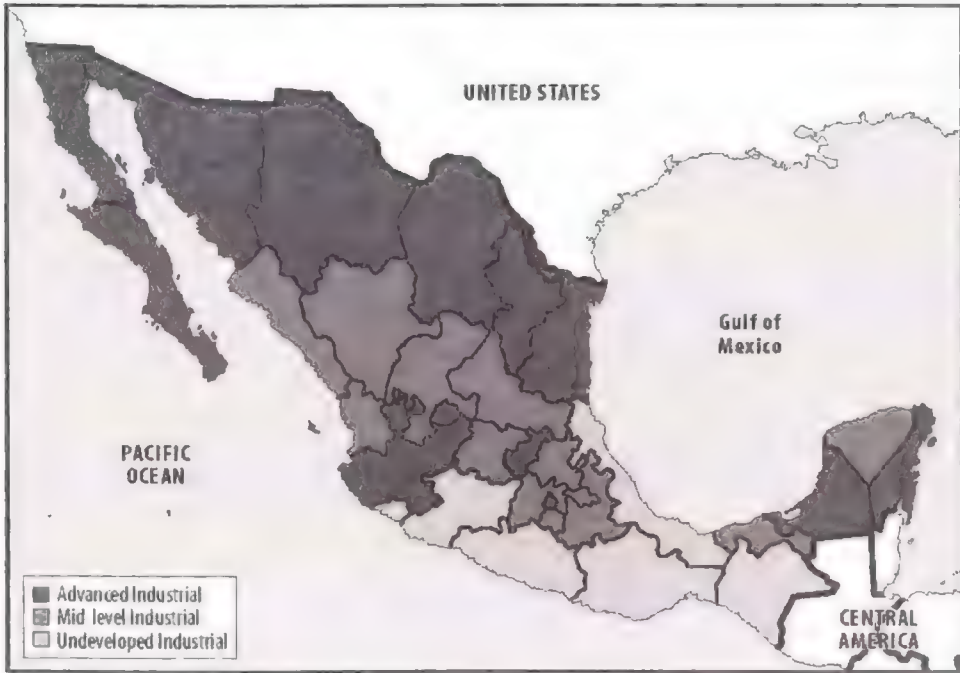 UNITED STATES
Gulf of
Mexico
PACIFIC
OCEAN
Advanced Industrial
Mid level Industrial
Undeveloped Industrial
CENTRAL
AMERICA